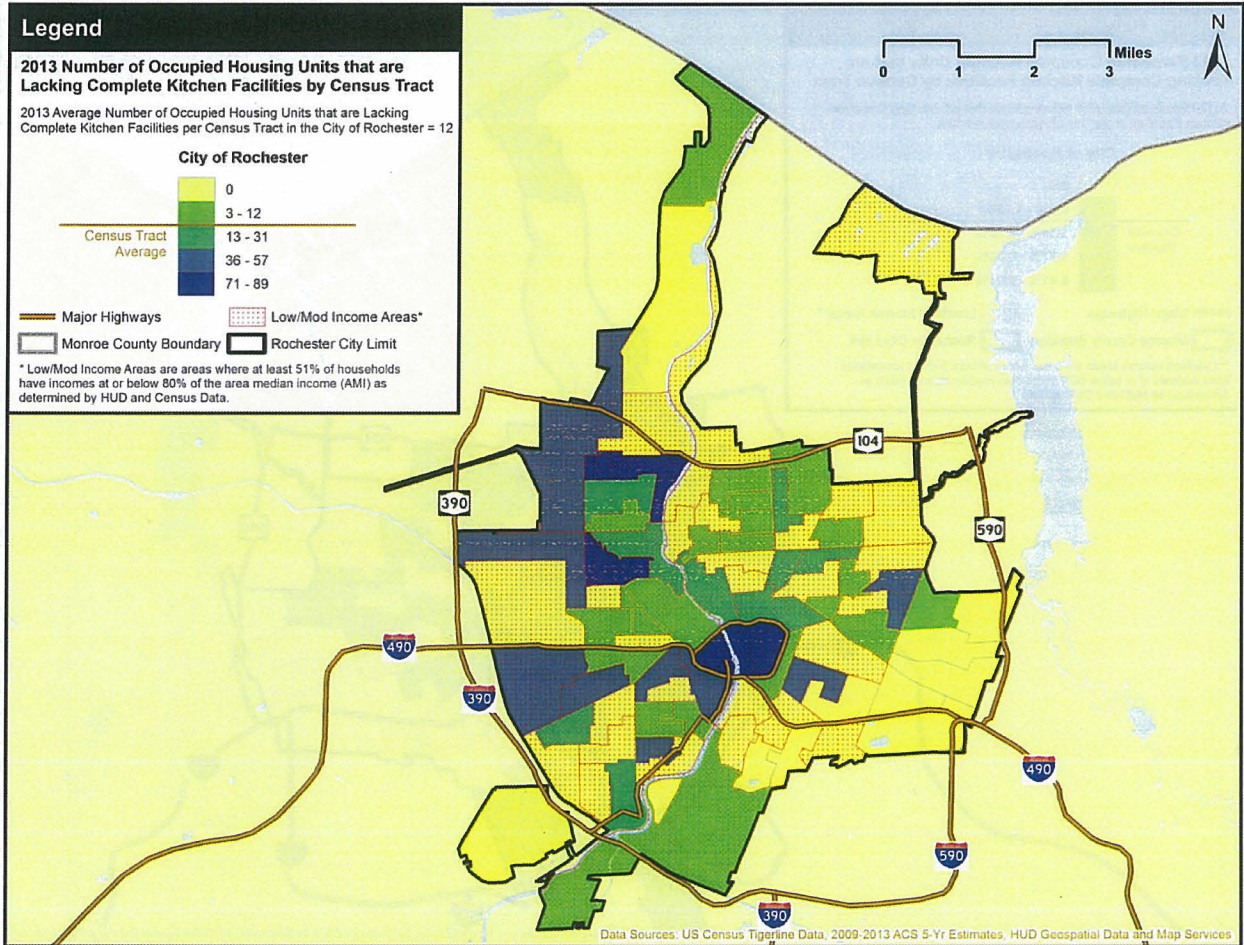 Legend
2013 Number of Occupied Housing Units that are
Lacking Complete Kitchen Facilities by Census Tract
2013 Average Number of Occupied Housing Units that are Lacking
Complete Kitchen Facilities per Census Tract in the City of Rochester = 12
City of Rochester
0
3 - 12
Census Tract
Average
13 - 31
36 - 57
71 - 89
Major Highways
Low/Mod Income Areas*
Monroe County Boundary
Rochester City Limit
* Low/Mod Income Areas are areas where at least 51% of households
have incomes at or below 80% of the area median income (AMI) as
determined by HUD and Census Data.
N
Miles
0 1 2 3
104
390
590
490
390
490
590
390
Data Sources: US Census Tigerline Data, 2009-2013 ACS 5-Yr Estimates, HUD Geospatial Data and Map Services